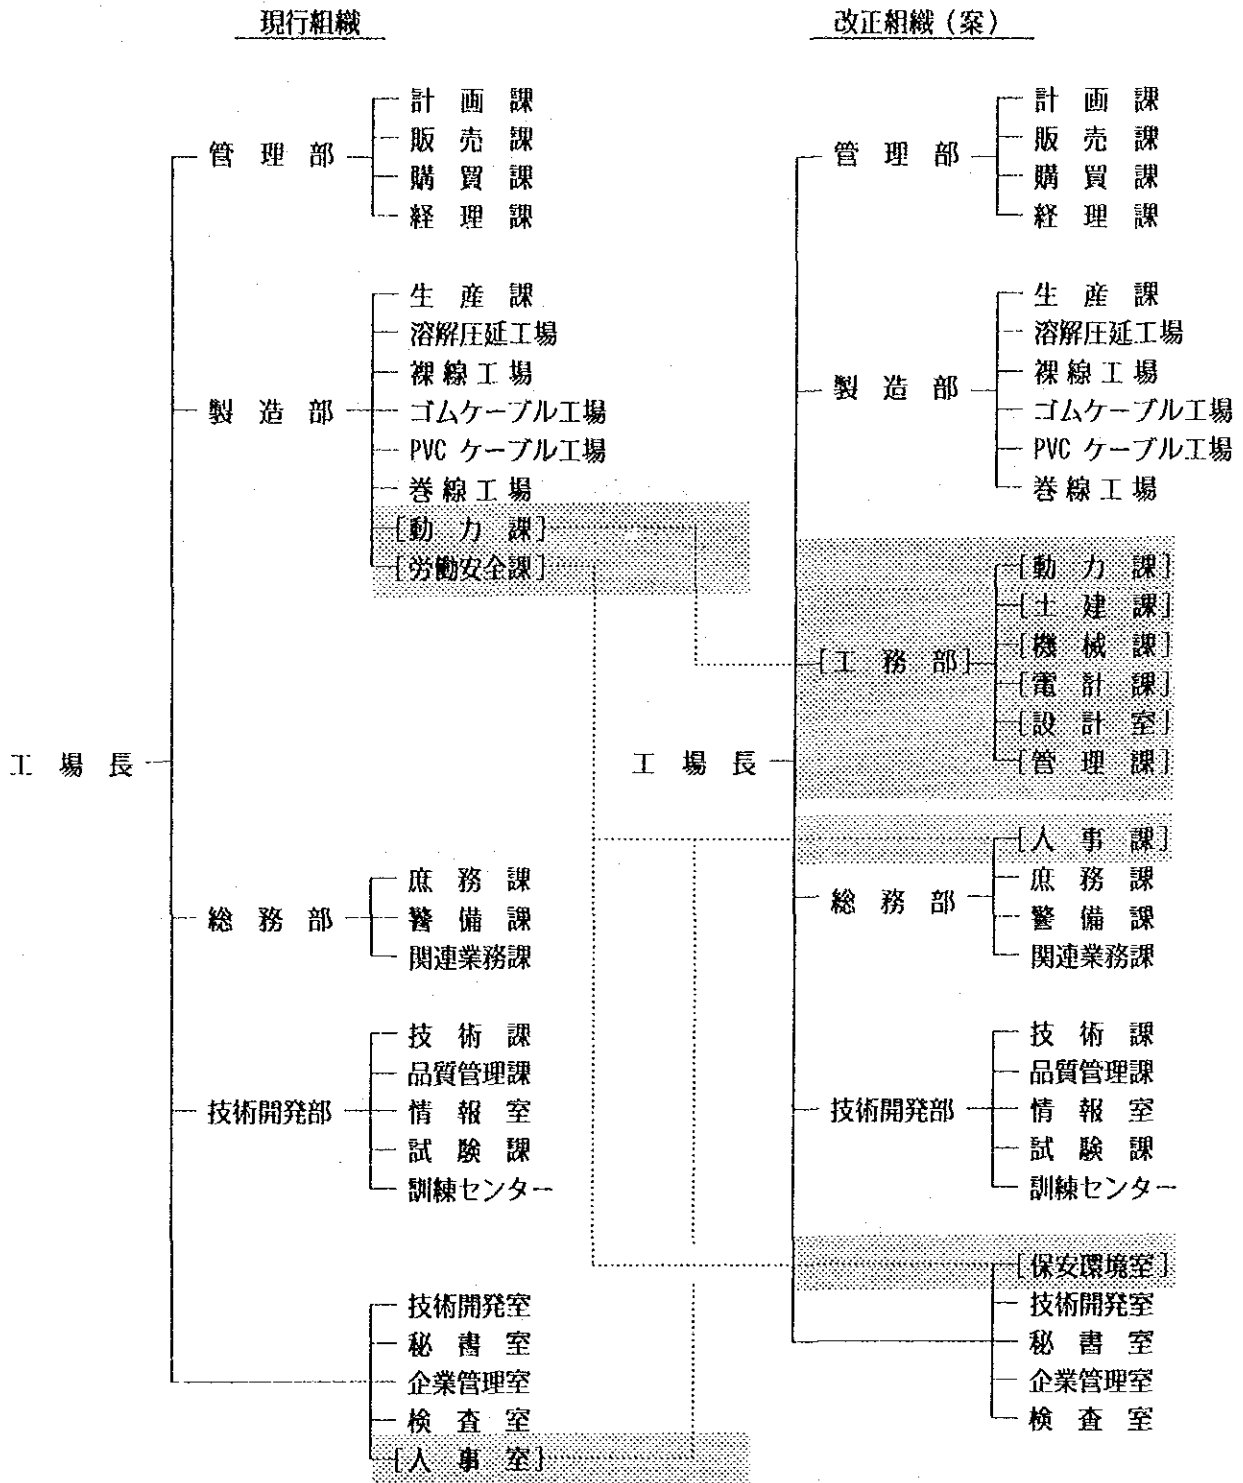 現行組織
計画課
販売課
管理部
購買課
経理課
生産課
溶解圧延工場
裸線工場
製造部
ゴムケーブル工場
PVC ケーブル工場
巻線工場
[動力課]
[労働安全課]
工場長
庶務課
総務部
警備課
関連業務課
技術課
品質管理課
技術開発部
情報室
試験課
訓練センター
技術開発室
秘書室
企業管理室
検査室
[人事室]
改正組織(案)
計画課
販売課
管理部
購買課
経理課
生産課
溶解圧延工場
裸線工場
製造部
ゴムケーブル工場
PVC ケーブル工場
巻線工場
[動力課]
[土建課]
[機械課]
[工務部]
[電計課]
[設計室]
[管理課]
工場長
[人事課]
庶務課
総務部
警備課
関連業務課
技術課
品質管理課
技術開発部
情報室
試験課
訓練センター
[保安環境室]
技術開発室
秘書室
企業管理室
検査室